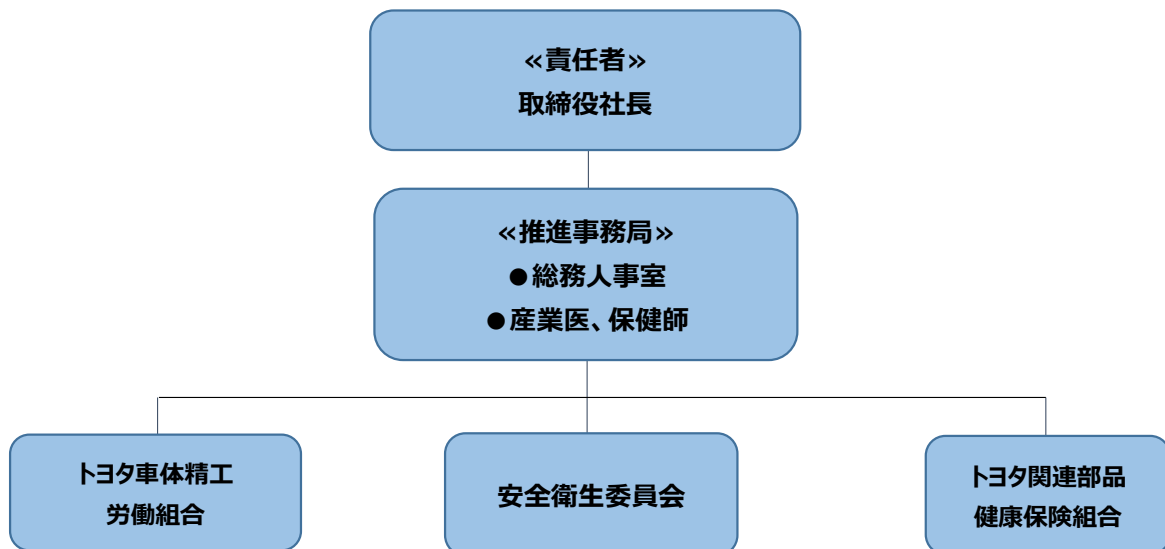 ≪責任者≫
取締役社長
≪推進事務局≫
●総務人事室
●産業医、保健師
トヨタ車体精工
労働組合
安全衛生委員会
トヨタ関連部品
健康保険組合